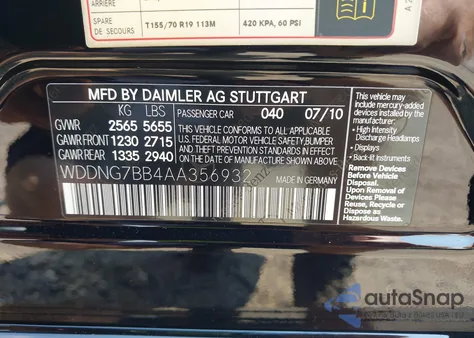 SPARE
DE SECOURS
T155/70 R19 113M
420 KPA, 60 PSI
MFD BY DAIMLER AG STUTTGART
KG LBS
GVWR 2565 5655
GAWR FRONT 1230 2715
GAWR REAR 1335 2940
PASSENGER CAR 040 07/10
THIS VEHICLE CONFORMS TO ALL APPLICABLE
U.S. FEDERAL MOTOR VEHICLE SAFETY, BUMPER
AND THEFT PREVENTION STANDARDS IN
EFFECT ON THE DATE OF MANUFACTURE
SHOWN ABOVE.
WDDNG7BB4AA356932
This vehicle may
include mercury-added
devices installed by the
manufacturer:
• High Intensity
Discharge Headlamps
• Displays
• Back-lit instruments
Remove Devices
Before Vehicle
Disposal.
Upon Removal of
Devices Please
Reuse, Recycle or
Dispose as
Hazardous Waste.
autoSnap